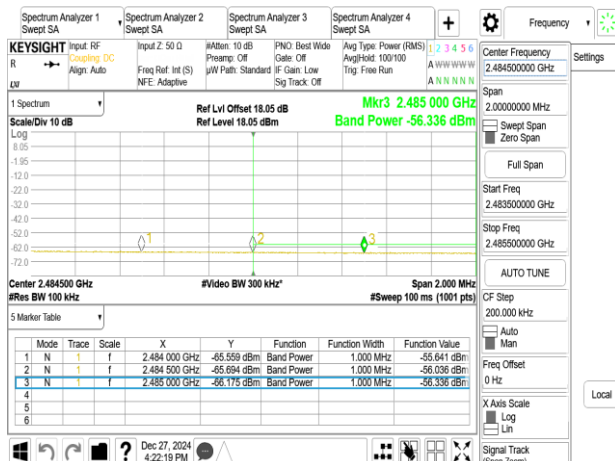 Spectrum Analyzer 1
Swept SA
Spectrum Analyzer 2
Swept SA
Spectrum Analyzer 3
Swept SA
Spectrum Analyzer 4
Swept SA
+
Frequency
KEYSIGHT
R
Input: RF
Coupling: DC
Align: Auto
Input Z: 50 Ω
Freq Ref: Int (S)
NFE: Adaptive
#Atten: 10 dB
Preamp: Off
µW Path: Standard
PNO: Best Wide
Gate: Off
IF Gain: Low
Sig Track: Off
Avg Type: Power (RMS)
Avg|Hold: 100/100
Trig: Free Run
1 2 3 4 5 6
A W W W W W
A N N N N N
1 Spectrum
Scale/Div 10 dB
Log
Ref Lvl Offset 18.05 dB
Ref Level 18.05 dBm
Mkr3 2.485 000 GHz
Band Power -56.336 dBm
8.05
-1.95
-12.0
-22.0
-32.0
-42.0
-52.0
-62.0
-72.0
1
2
3
Center 2.484500 GHz
#Video BW 300 kHz*
Span 2.000 MHz
#Res BW 100 kHz
#Sweep 100 ms (1001 pts)
5 Marker Table
Mode Trace Scale X Y Function Function Width Function Value
1 N 1 f 2.484 000 GHz -65.559 dBm Band Power 1.000 MHz -55.641 dBm
2 N 1 f 2.484 500 GHz -65.694 dBm Band Power 1.000 MHz -56.036 dBm
3 N 1 f 2.485 000 GHz -66.175 dBm Band Power 1.000 MHz -56.336 dBm
4
5
6
?
Dec 27, 2024
4:22:19 PM
Center Frequency
2.484500000 GHz
Span
2.00000000 MHz
Swept Span
Zero Span
Full Span
Start Freq
2.483500000 GHz
Stop Freq
2.485500000 GHz
AUTO TUNE
CF Step
200.000 kHz
Auto
Man
Freq Offset
0 Hz
X Axis Scale
Log
Lin
Signal Track
(Span Zoom)
Settings
Local